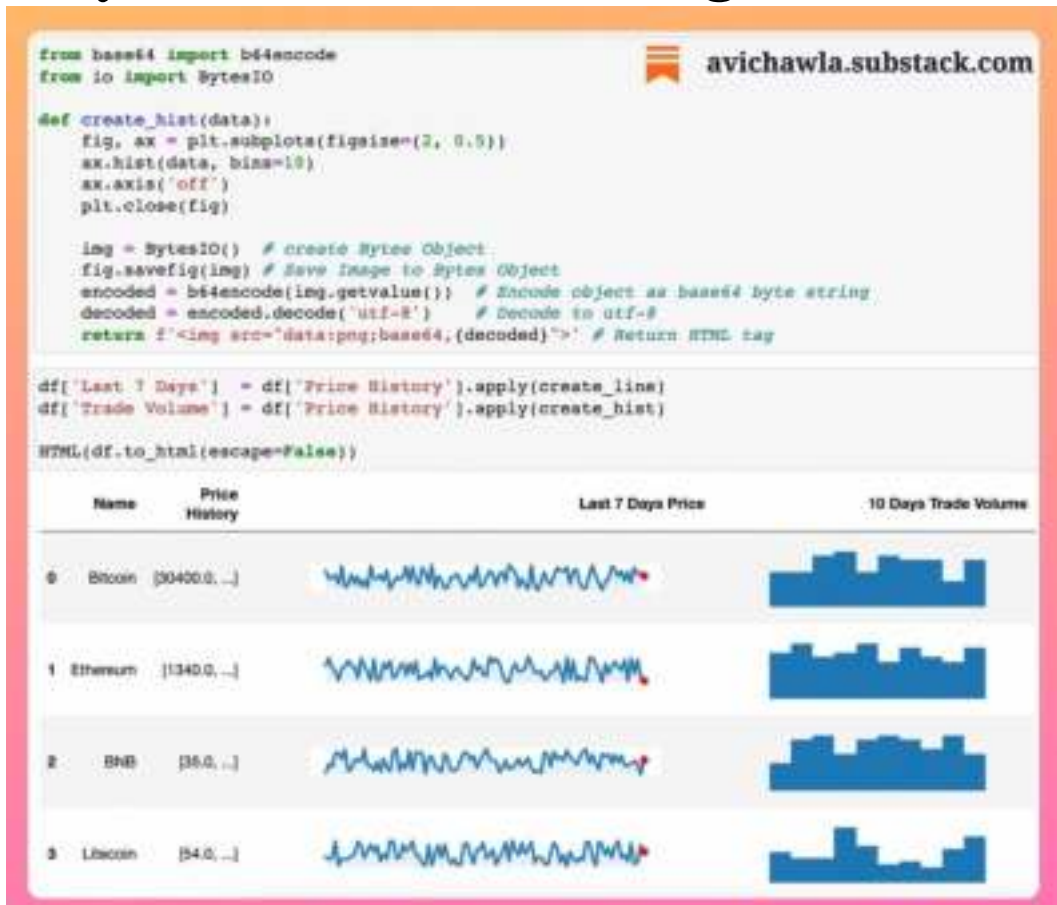 from base64 import b64encode
from io import BytesIO
avichawla.substack.com
def create_hist(data):
    fig, ax = plt.subplots(figsize=(2, 0.5))
    ax.hist(data, bins=10)
    ax.axis('off')
    plt.close(fig)
    img = BytesIO()  # create Bytes Object
    fig.savefig(img) # Save Image to Bytes Object
    encoded = b64encode(img.getvalue())  # Encode object as base64 byte string
    decoded = encoded.decode('utf-8')    # Decode to utf-8
    return f'<img src="data:png;base64,{decoded}">' # Return HTML tag
df['Last 7 Days']  = df['Price History'].apply(create_line)
df['Trade Volume'] = df['Price History'].apply(create_hist)
HTML(df.to_html(escape=False))
Name Price History Last 7 Days Price 10 Days Trade Volume
0 Bitcoin [30400.0, ...]
1 Ethereum [1340.0, ...]
2 BNB [35.0, ...]
3 Litecoin [54.0, ...]